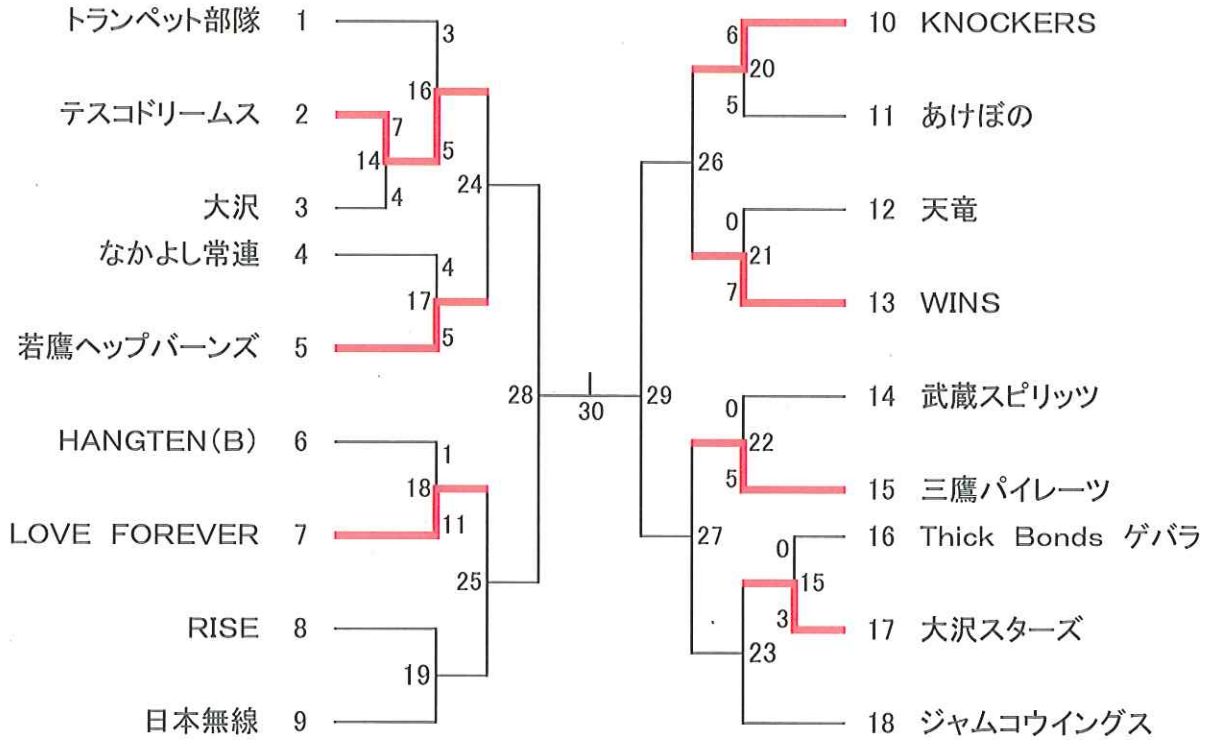 トランペット部隊 1
3
16
テスコドリームス 2
7
14
5
4
24
大沢 3
なかよし常連 4
4
17
5
若鷹ヘップバーンズ 5
28
HANGTEN(B) 6
1
18
11
LOVE FOREVER 7
25
RISE 8
19
日本無線 9
30
6
10 KNOCKERS
20
5
11 あけぼの
26
0
12 天竜
21
7
13 WINS
29
0
14 武蔵スピリッツ
22
5
15 三鷹パイレーツ
27
0
16 Thick Bonds ゲバラ
15
3
17 大沢スターズ
23
18 ジャムコウイングス